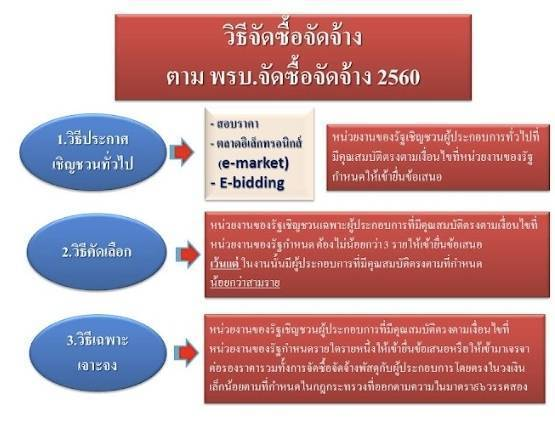 วิธีจัดซื้อจัดจ้าง
ตาม พรบ.จัดซื้อจัดจ้าง 2560
1.วิธีประกาศ
เชิญชวนทั่วไป
- สอบราคา
- ตลาดอิเล็กทรอนิกส์
(e-market)
- E-bidding
หน่วยงานของรัฐเชิญชวนผู้ประกอบการทั่วไปที่
มีคุณสมบัติตรงตามเงื่อนไขที่หน่วยงานของรัฐ
กำหนดให้เข้ายื่นข้อเสนอ
2.วิธีคัดเลือก
หน่วยงานของรัฐเชิญชวนเฉพาะผู้ประกอบการที่มีคุณสมบัติตรงตามเงื่อนไขที่
หน่วยงานของรัฐกำหนด ต้องไม่น้อยกว่า 3 รายให้เข้ายื่นข้อเสนอ
เว้นแต่ ในงานนั้นมีผู้ประกอบการที่มีคุณสมบัติตรงตามที่กำหนด
น้อยกว่าสามราย
3.วิธีเฉพาะ
เจาะจง
หน่วยงานของรัฐเชิญชวนผู้ประกอบการที่มีคุณสมบัติตรงตามเงื่อนไขที่
หน่วยงานของรัฐกำหนดรายใดรายหนึ่งให้เข้ายื่นข้อเสนอหรือให้เข้ามาเจรจา
ต่อรองราคารวมทั้งการจัดซื้อจัดจ้างพัสดุกับผู้ประกอบการโดยตรงในวงเงิน
เล็กน้อยตามที่กำหนดในกฎกระทรวงที่ออกตามความในมาตรา๙๖วรรคสอง